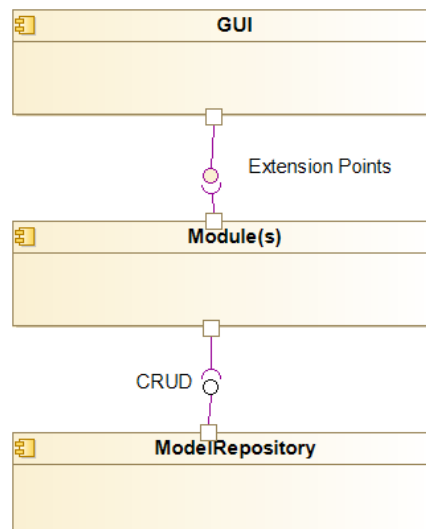 GUI
Extension Points
Module(s)
CRUD
ModelRepository